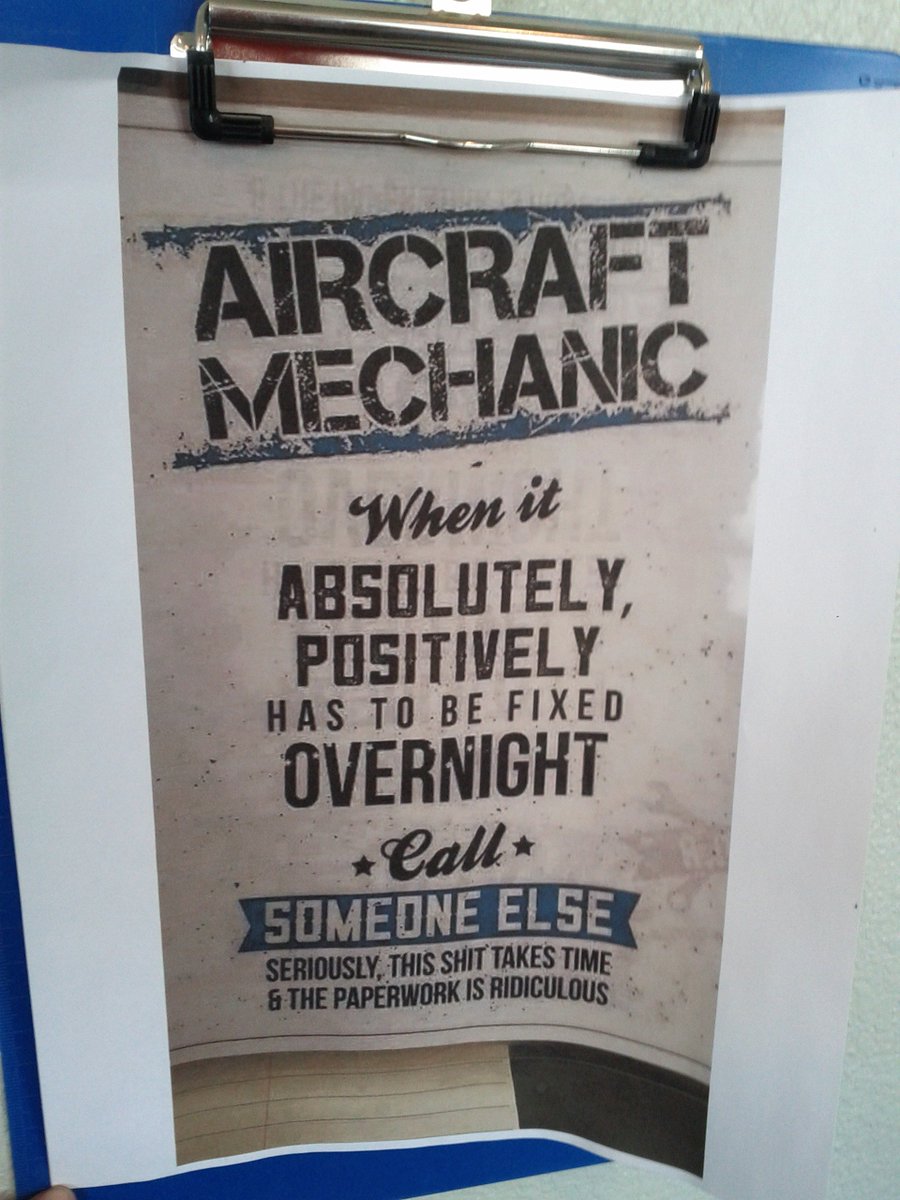 AIRCRAFT
MECHANIC
When it
ABSOLUTELY,
POSITIVELY
HAS TO BE FIXED
OVERNIGHT
Call
SOMEONE ELSE
SERIOUSLY, THIS SHIT TAKES TIME
& THE PAPERWORK IS RIDICULOUS